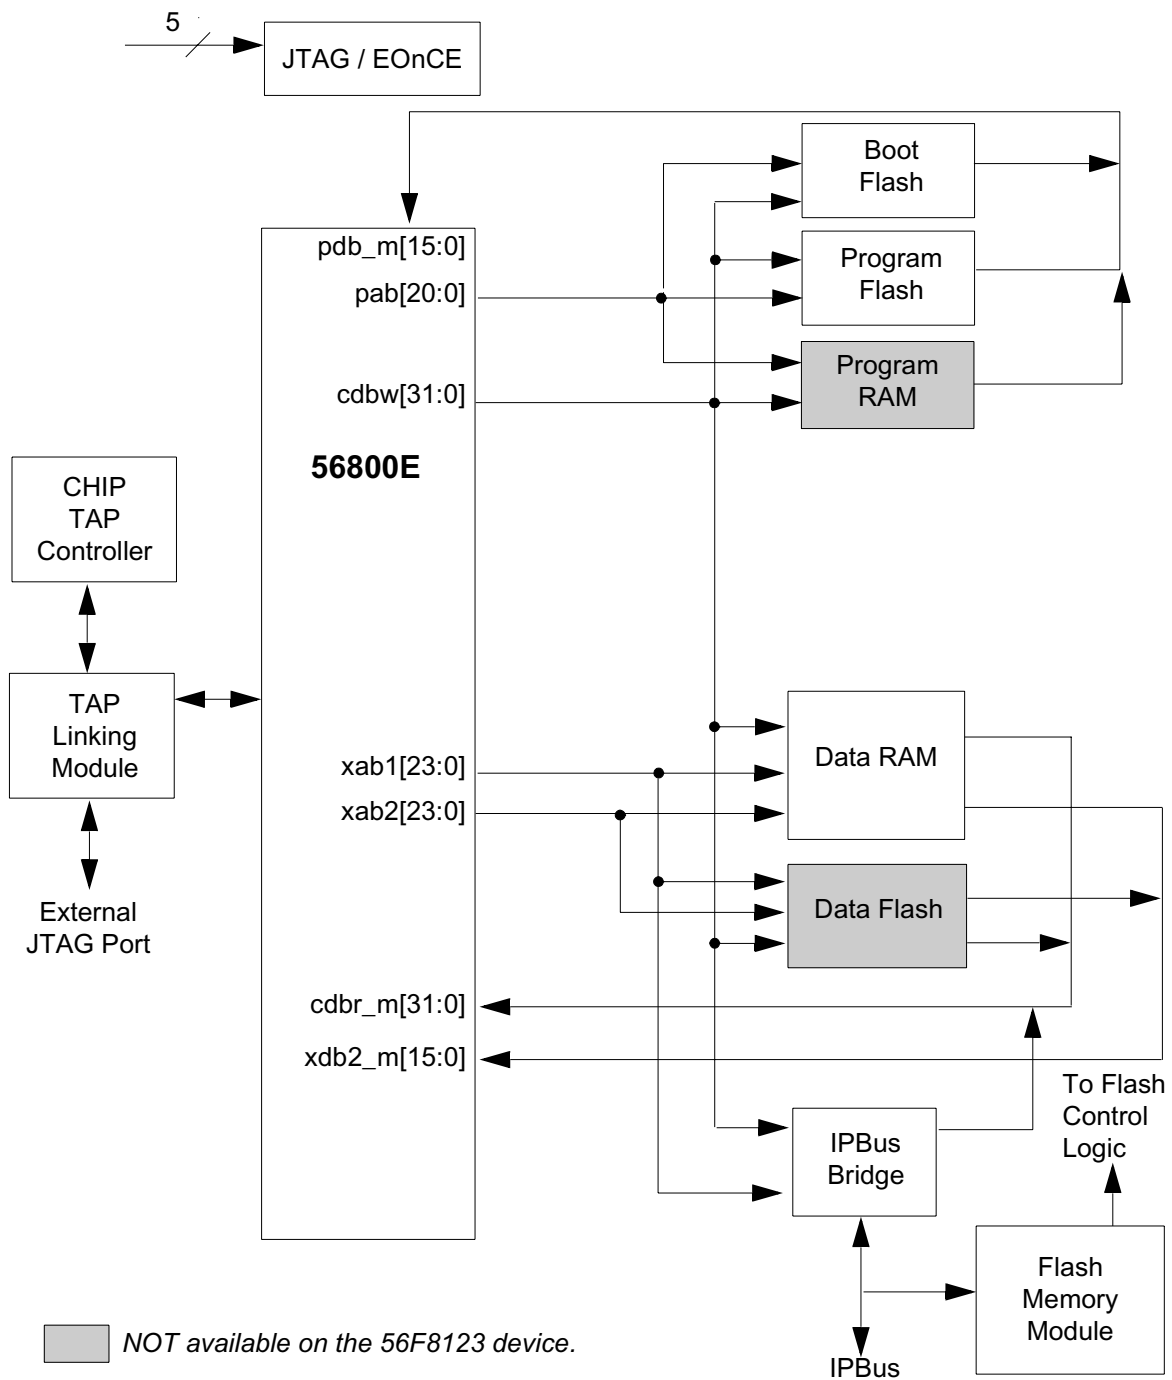 5
JTAG / EOnCE
Boot
Flash
pdb_m[15:0]
Program
Flash
pab[20:0]
Program
RAM
cdbw[31:0]
56800E
CHIP
TAP
Controller
TAP
Linking
Module
xab1[23:0]
Data RAM
xab2[23:0]
Data Flash
External
JTAG Port
cdbr_m[31:0]
xdb2_m[15:0]
To Flash
Control
Logic
IPBus
Bridge
Flash
Memory
Module
NOT available on the 56F8123 device.
IPBus